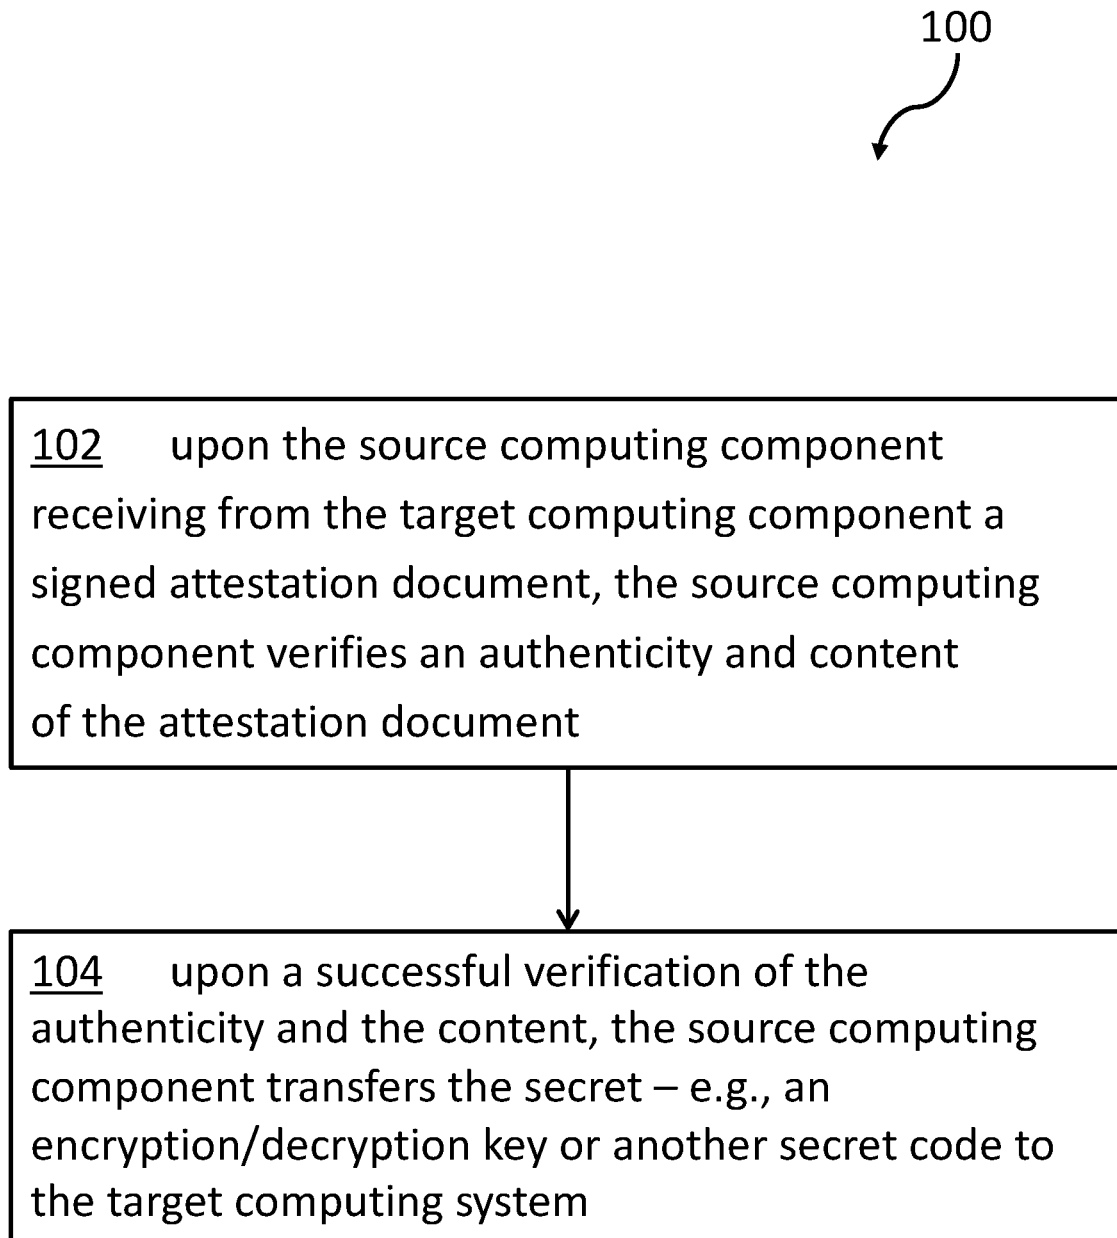 100
102 upon the source computing component
receiving from the target computing component a
signed attestation document, the source computing
component verifies an authenticity and content
of the attestation document
104 upon a successful verification of the
authenticity and the content, the source computing
component transfers the secret – e.g., an
encryption/decryption key or another secret code to
the target computing system